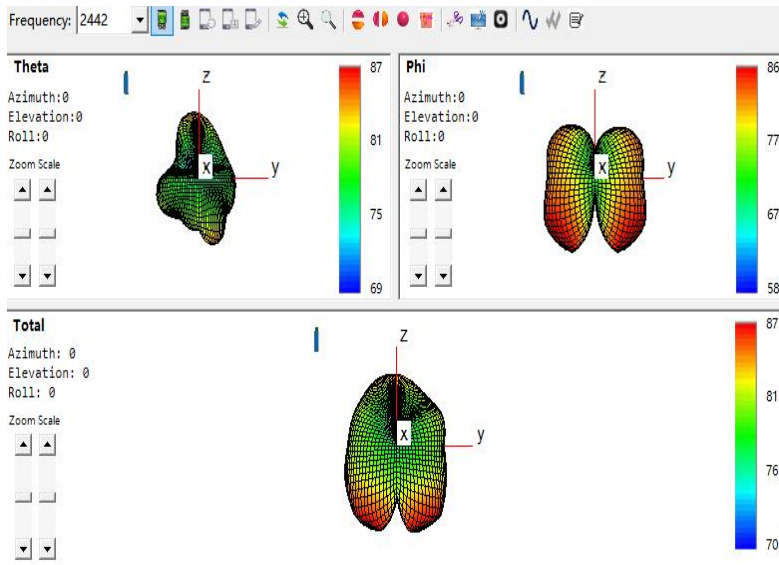 Frequency: 2442
Theta
Azimuth:0
Elevation:0
Roll:0
Zoom Scale
z
x
y
87
81
75
69
Phi
Azimuth:0
Elevation:0
Roll:0
Zoom Scale
z
x
y
86
77
67
58
Total
Azimuth: 0
Elevation: 0
Roll: 0
Zoom Scale
z
x
y
87
81
76
70